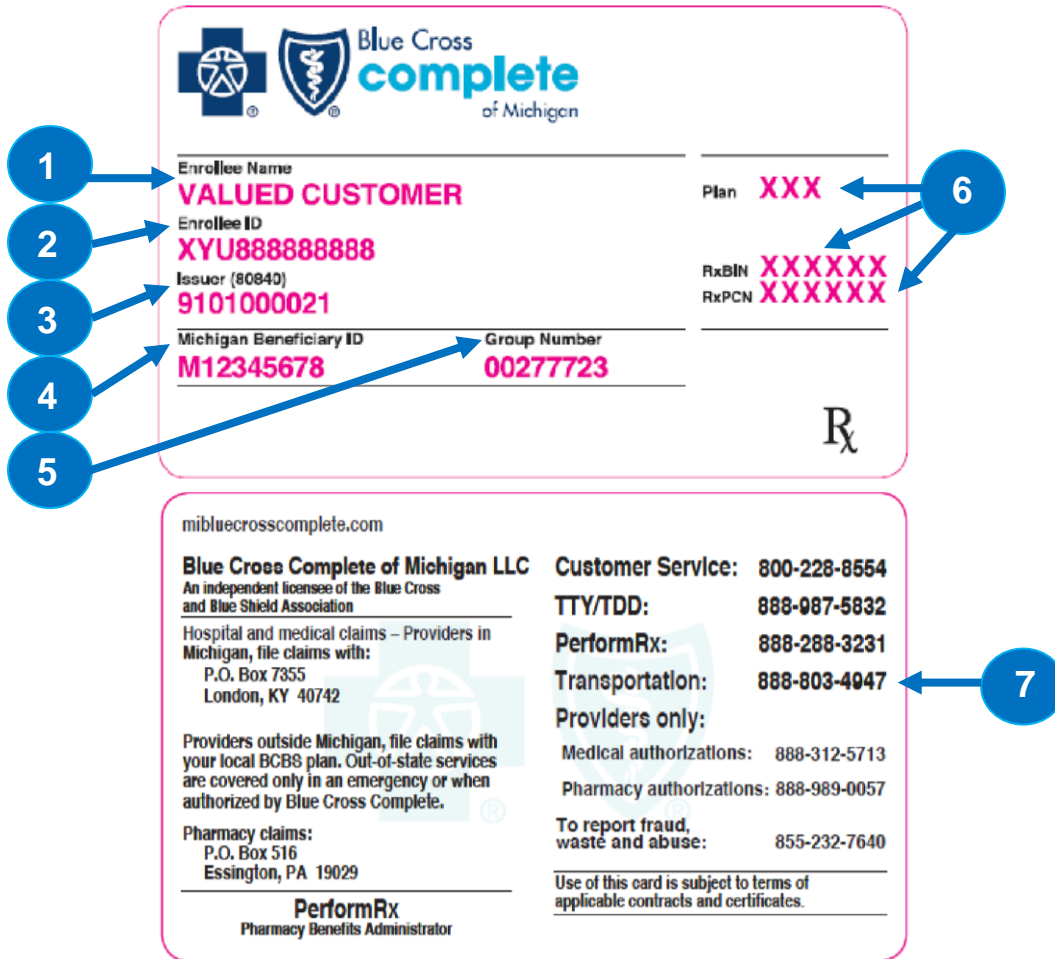 Blue Cross
complete
of Michigan
1
Enrollee Name
VALUED CUSTOMER
2
Enrollee ID
XYU888888888
3
Issuer (80840)
9101000021
4
Michigan Beneficiary ID
M12345678
5
Group Number
00277723
Plan XXX
6
RxBIN XXXXXX
RxPCN XXXXXX
Rx
mibluecrosscomplete.com
Blue Cross Complete of Michigan LLC
An independent licensee of the Blue Cross
and Blue Shield Association
Hospital and medical claims – Providers in
Michigan, file claims with:
P.O. Box 7355
London, KY 40742
Providers outside Michigan, file claims with
your local BCBS plan. Out-of-state services
are covered only in an emergency or when
authorized by Blue Cross Complete.
Pharmacy claims:
P.O. Box 516
Essington, PA 19029
PerformRx
Pharmacy Benefits Administrator
Customer Service: 800-228-8554
TTY/TDD: 888-987-5832
PerformRx: 888-288-3231
Transportation: 888-803-4947
7
Providers only:
Medical authorizations: 888-312-5713
Pharmacy authorizations: 888-989-0057
To report fraud,
waste and abuse: 855-232-7640
Use of this card is subject to terms of
applicable contracts and certificates.